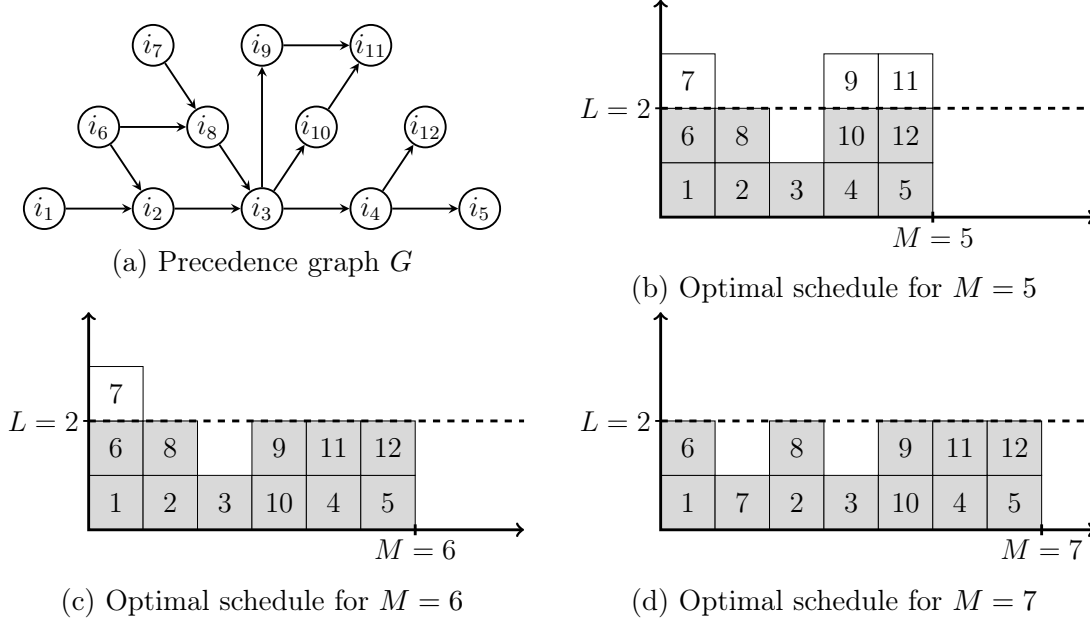 i₇ i₉ i₁₁
i₆ i₈ i₁₀ i₁₂
i₁ i₂ i₃ i₄ i₅
(a) Precedence graph G
7 9 11
L = 2
6 8 10 12
1 2 3 4 5
M = 5
(b) Optimal schedule for M = 5
7
L = 2
6 8 9 11 12
1 2 3 10 4 5
M = 6
(c) Optimal schedule for M = 6
L = 2
6 8 9 11 12
1 7 2 3 10 4 5
M = 7
(d) Optimal schedule for M = 7